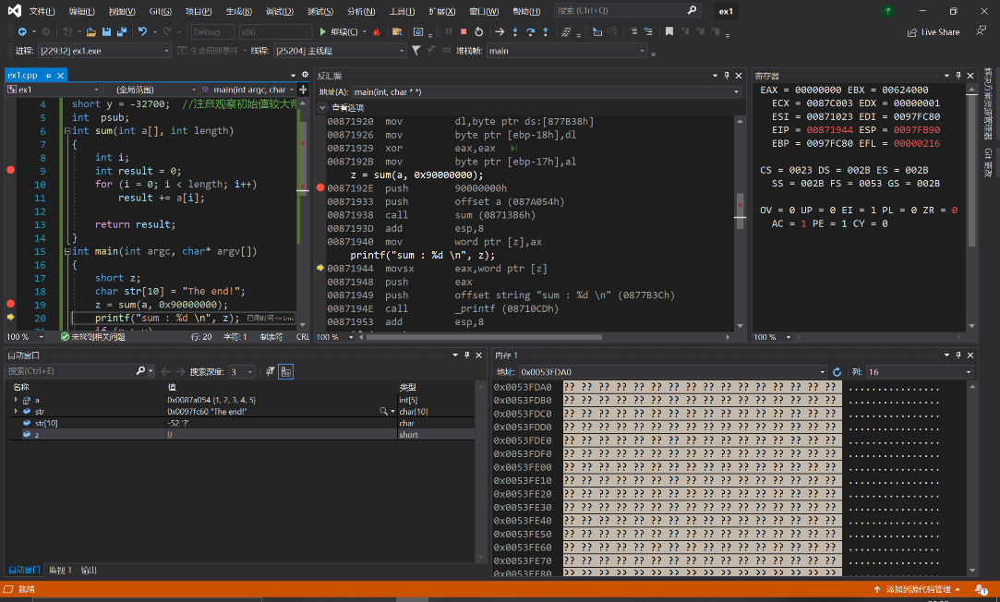 文件(F) 编辑(E) 视图(V) Git(G) 项目(P) 生成(B) 调试(D) 测试(S) 分析(N) 工具(T) 扩展(X) 窗口(W) 帮助(H) 搜索 (Ctrl+Q) ex1 子
Debug x86 继续(C) Live Share
进程: [22932] ex1.exe 生命周期事件 线程: [25204] 主线程 堆栈帧: main
ex1.cpp
ex1 (全局范围) main(int argc, char
4 short y = -32700; //注意观察初始值较大带
5 int psub;
6 int sum(int a[], int length)
7 {
8 int i;
9 int result = 0;
10 for (i = 0; i < length; i++)
11 result += a[i];
12
13 return result;
14 }
15 int main(int argc, char* argv[])
16 {
17 short z;
18 char str[10] = "The end!";
19 z = sum(a, 0x90000000);
20 printf("sum : %d \n", z); 已用时间 <=1ms
100 % 未找到相关问题 行: 20 字符: 1 制表符 CRL
反汇编
地址(A): main(int, char * *)
查看选项
00871920 mov dl,byte ptr ds:[877B38h]
00871926 mov byte ptr [ebp-18h],dl
00871929 xor eax,eax
0087192B mov byte ptr [ebp-17h],al
z = sum(a, 0x90000000);
0087192E push 90000000h
00871933 push offset a (087A054h)
00871938 call sum (08713B6h)
0087193D add esp,8
00871940 mov word ptr [z],ax
printf("sum : %d \n", z);
00871944 movsx eax,word ptr [z]
00871948 push eax
00871949 push offset string "sum : %d \n" (0877B3Ch)
0087194E call _printf (08710CDh)
00871953 add esp,8
100 %
寄存器
EAX = 00000000 EBX = 00624000
ECX = 0087C003 EDX = 00000001
ESI = 00871023 EDI = 0097FC80
EIP = 00871944 ESP = 0097FB90
EBP = 0097FC80 EFL = 00000216
CS = 0023 DS = 002B ES = 002B
SS = 002B FS = 0053 GS = 002B
OV = 0 UP = 0 EI = 1 PL = 0 ZR = 0
AC = 1 PE = 1 CY = 0
100 %
解决方案资源管理器
Git 更改
自动窗口
搜索(Ctrl+E) 搜索深度: 3
名称 值 类型
a 0x0087a054 {1, 2, 3, 4, 5} int[5]
str 0x0097fc60 "The end!" char[10]
str[10] -52 '?' char
z 0 short
自动窗口 监视 1 输出
内存 1
地址: 0x0053FDA0 列: 16
0x0053FDA0 ?? ?? ?? ?? ?? ?? ?? ?? ?? ?? ?? ?? ?? ?? ?? ?? ................
0x0053FDB0 ?? ?? ?? ?? ?? ?? ?? ?? ?? ?? ?? ?? ?? ?? ?? ?? ................
0x0053FDC0 ?? ?? ?? ?? ?? ?? ?? ?? ?? ?? ?? ?? ?? ?? ?? ?? ................
0x0053FDD0 ?? ?? ?? ?? ?? ?? ?? ?? ?? ?? ?? ?? ?? ?? ?? ?? ................
0x0053FDE0 ?? ?? ?? ?? ?? ?? ?? ?? ?? ?? ?? ?? ?? ?? ?? ?? ................
0x0053FDF0 ?? ?? ?? ?? ?? ?? ?? ?? ?? ?? ?? ?? ?? ?? ?? ?? ................
0x0053FE00 ?? ?? ?? ?? ?? ?? ?? ?? ?? ?? ?? ?? ?? ?? ?? ?? ................
0x0053FE10 ?? ?? ?? ?? ?? ?? ?? ?? ?? ?? ?? ?? ?? ?? ?? ?? ................
0x0053FE20 ?? ?? ?? ?? ?? ?? ?? ?? ?? ?? ?? ?? ?? ?? ?? ?? ................
0x0053FE30 ?? ?? ?? ?? ?? ?? ?? ?? ?? ?? ?? ?? ?? ?? ?? ?? ................
0x0053FE40 ?? ?? ?? ?? ?? ?? ?? ?? ?? ?? ?? ?? ?? ?? ?? ?? ................
0x0053FE50 ?? ?? ?? ?? ?? ?? ?? ?? ?? ?? ?? ?? ?? ?? ?? ?? ................
0x0053FE60 ?? ?? ?? ?? ?? ?? ?? ?? ?? ?? ?? ?? ?? ?? ?? ?? ................
0x0053FE70 ?? ?? ?? ?? ?? ?? ?? ?? ?? ?? ?? ?? ?? ?? ?? ?? ................
0x0053FE80 ?? ?? ?? ?? ?? ?? ?? ?? ?? ?? ?? ?? ?? ?? ?? ?? ................
就绪 添加到源代码管理 1